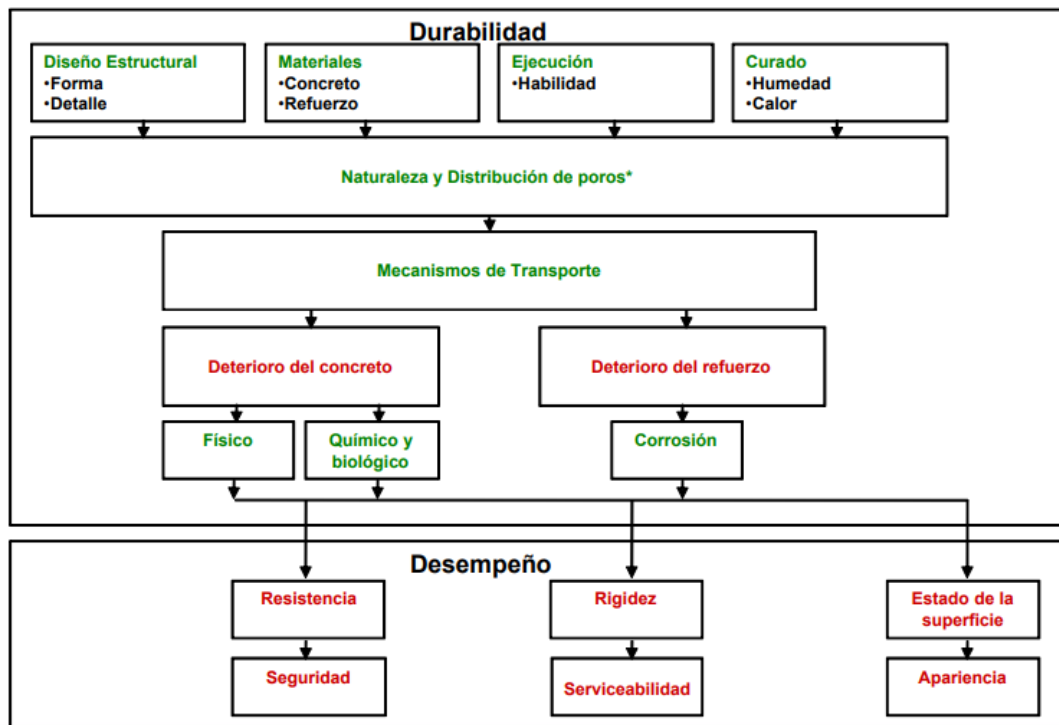 Durabilidad
Diseño Estructural
•Forma
•Detalle
Materiales
•Concreto
•Refuerzo
Ejecución
•Habilidad
Curado
•Humedad
•Calor
Naturaleza y Distribución de poros*
Mecanismos de Transporte
Deterioro del concreto
Deterioro del refuerzo
Físico
Químico y
biológico
Corrosión
Desempeño
Resistencia
Rigidez
Estado de la
superficie
Seguridad
Serviceabilidad
Apariencia